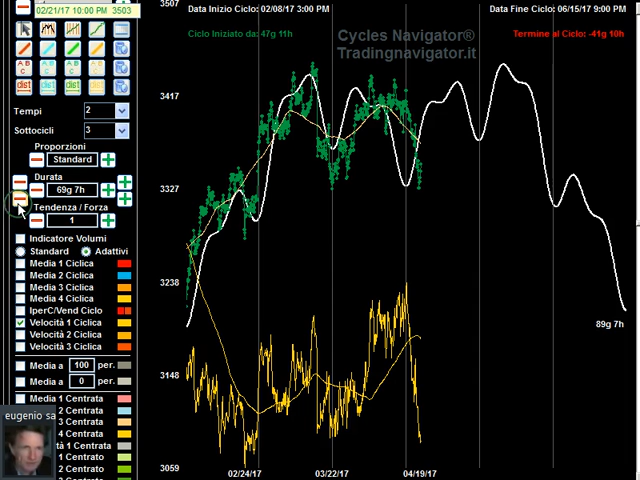 3507
Data Inizio Ciclo: 02/08/17 3:00 PM
Data Fine Ciclo: 06/15/17 9:00 PM
02/21/17 10:00 PM 3503
Ciclo Iniziato da: 47g 11h
Cycles Navigator®
Tradingnavigator.it
Termine al Ciclo: -41g 10h
A B C
A B C
A B C
dist
dist
dist
dist
Tempi
2
Sottocicli
3
Proporzioni
Standard
Durata
69g 7h
Tendenza / Forza
1
Indicatore Volumi
Standard
Adattivi
Media 1 Ciclica
Media 2 Ciclica
Media 3 Ciclica
Media 4 Ciclica
IperC/Vend Ciclo
Velocità 1 Ciclica
Velocità 2 Ciclica
Velocità 3 Ciclica
Media a
100
per.
Media a
0
per.
Media 1 Centrata
2 Centrata
3 Centrata
4 Centrata
1 Centrata
1 Centrato
2 Centrato
3 Centrato
eugenio sa
3417
3327
3238
3148
3059
89g 7h
02/24/17
03/22/17
04/19/17